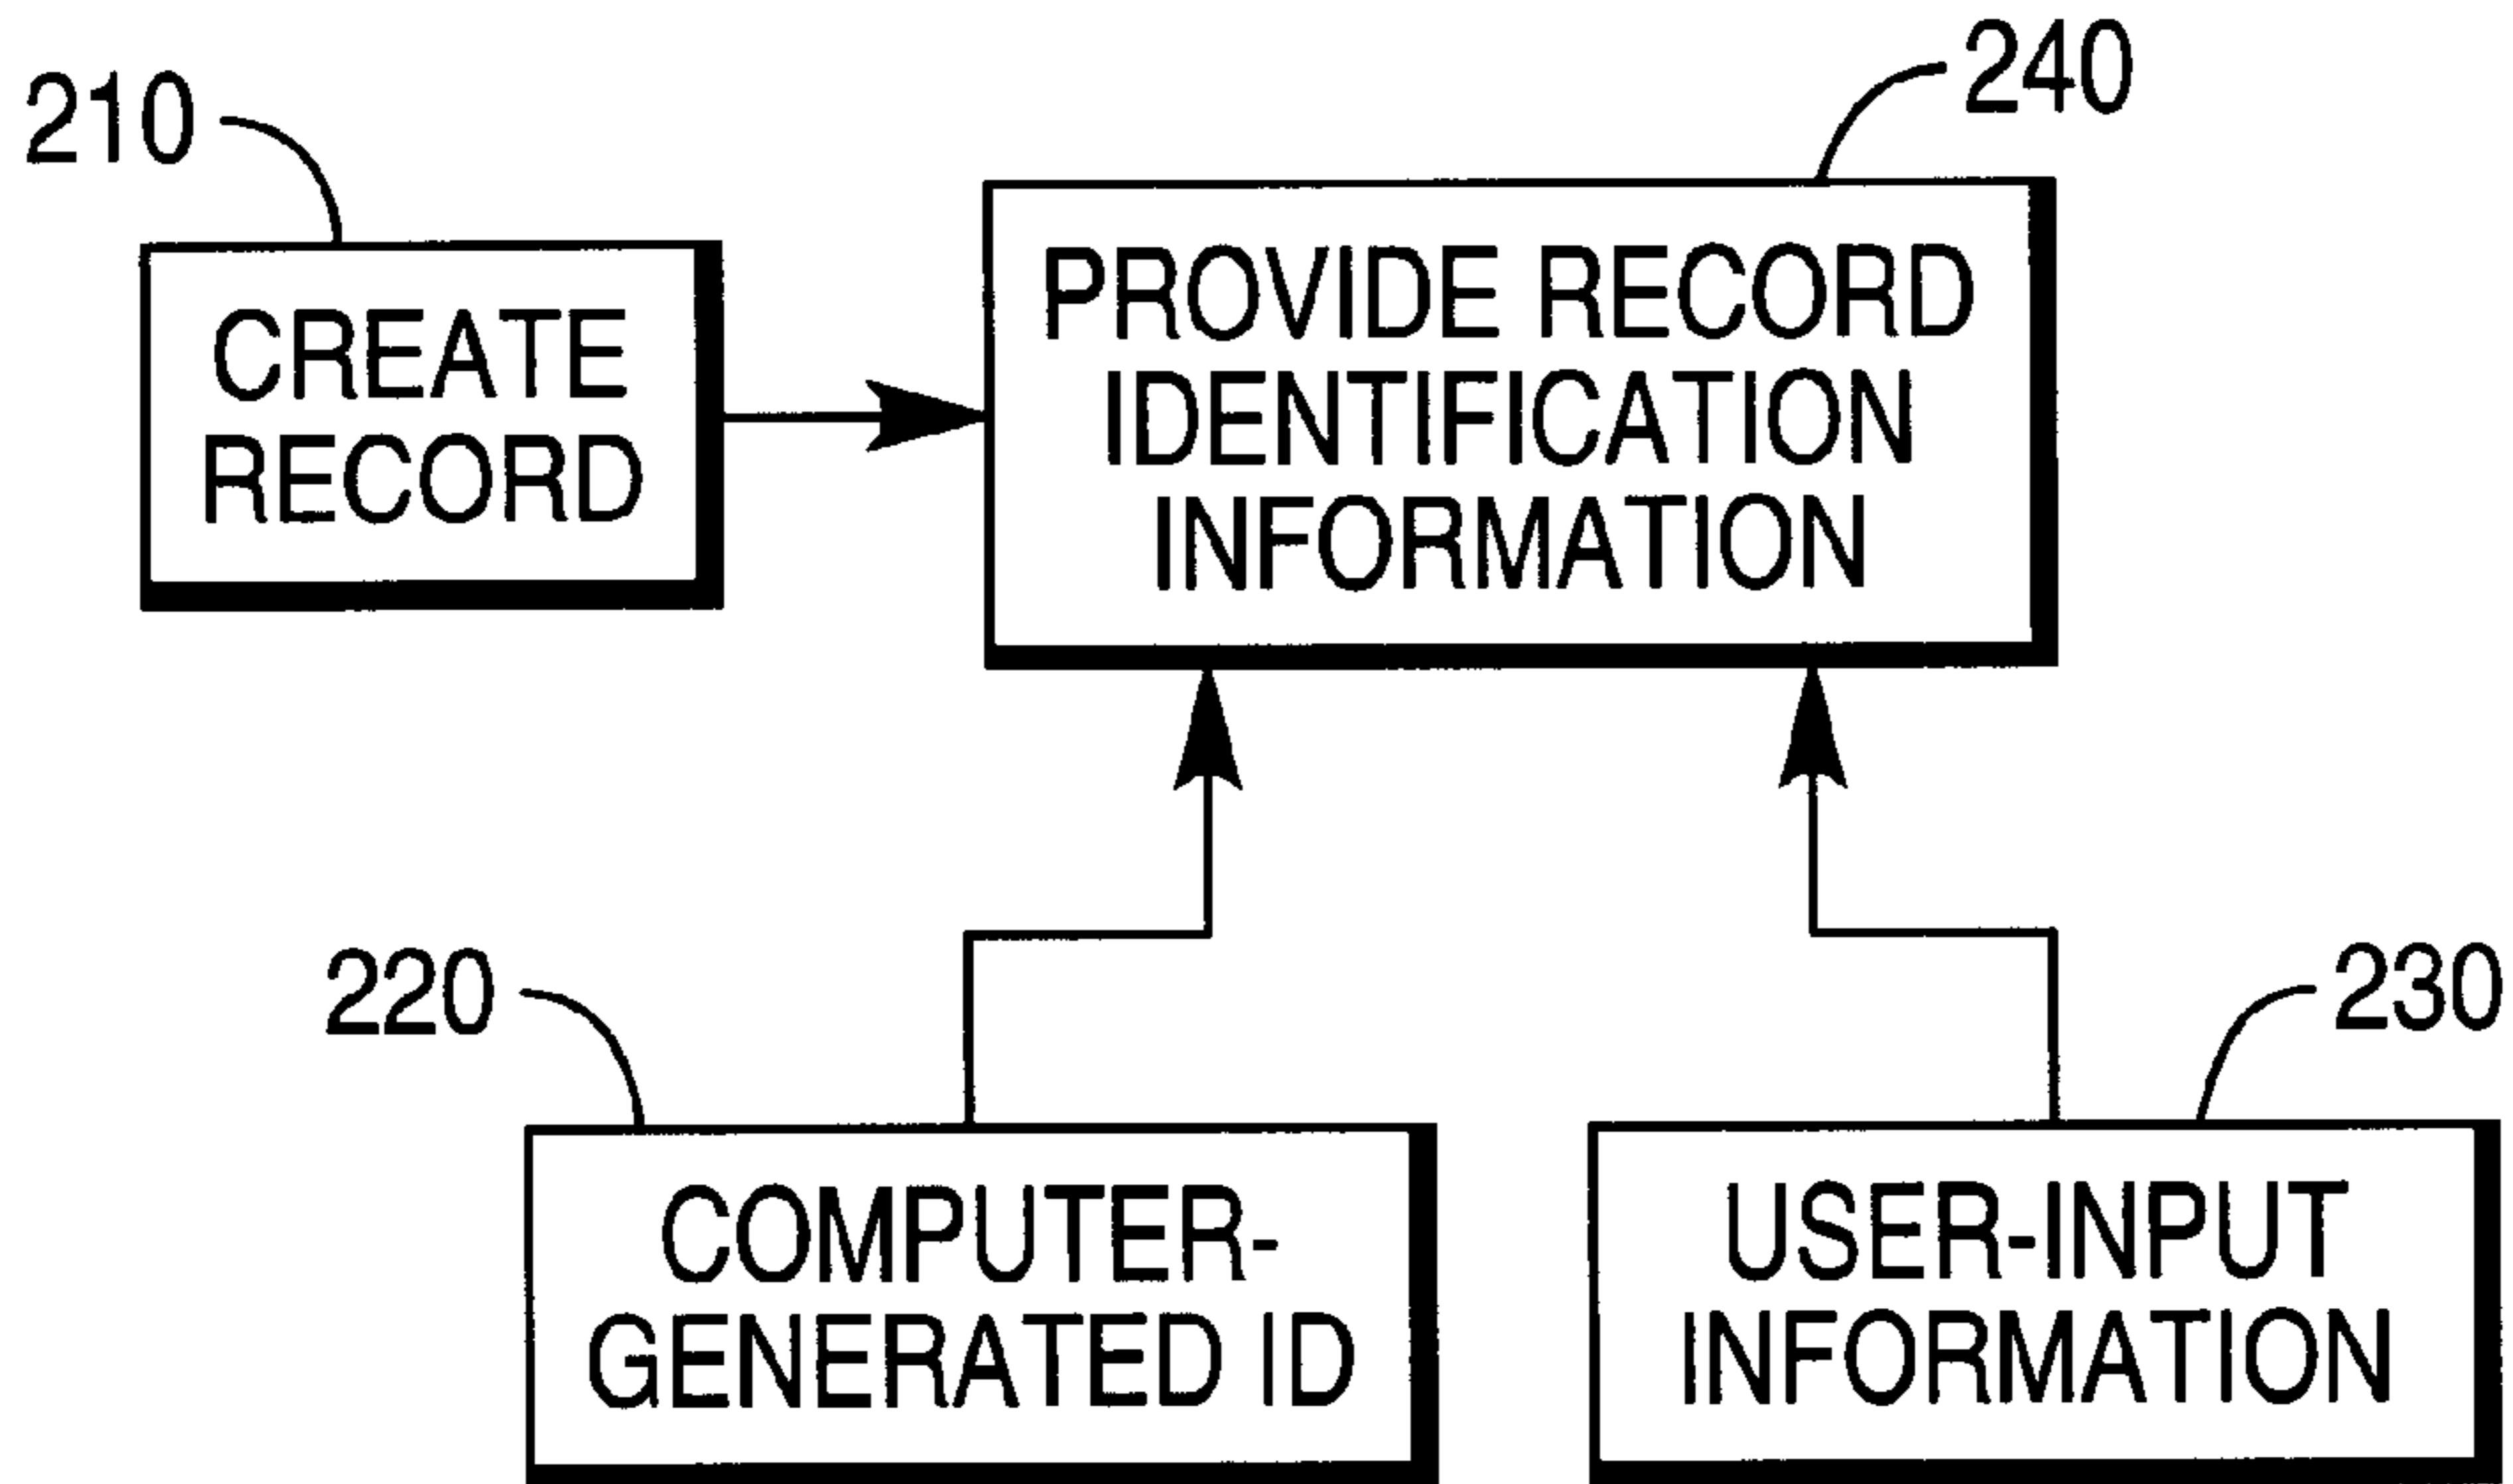 210
CREATE
RECORD
240
PROVIDE RECORD
IDENTIFICATION
INFORMATION
220
COMPUTER-
GENERATED ID
230
USER-INPUT
INFORMATION